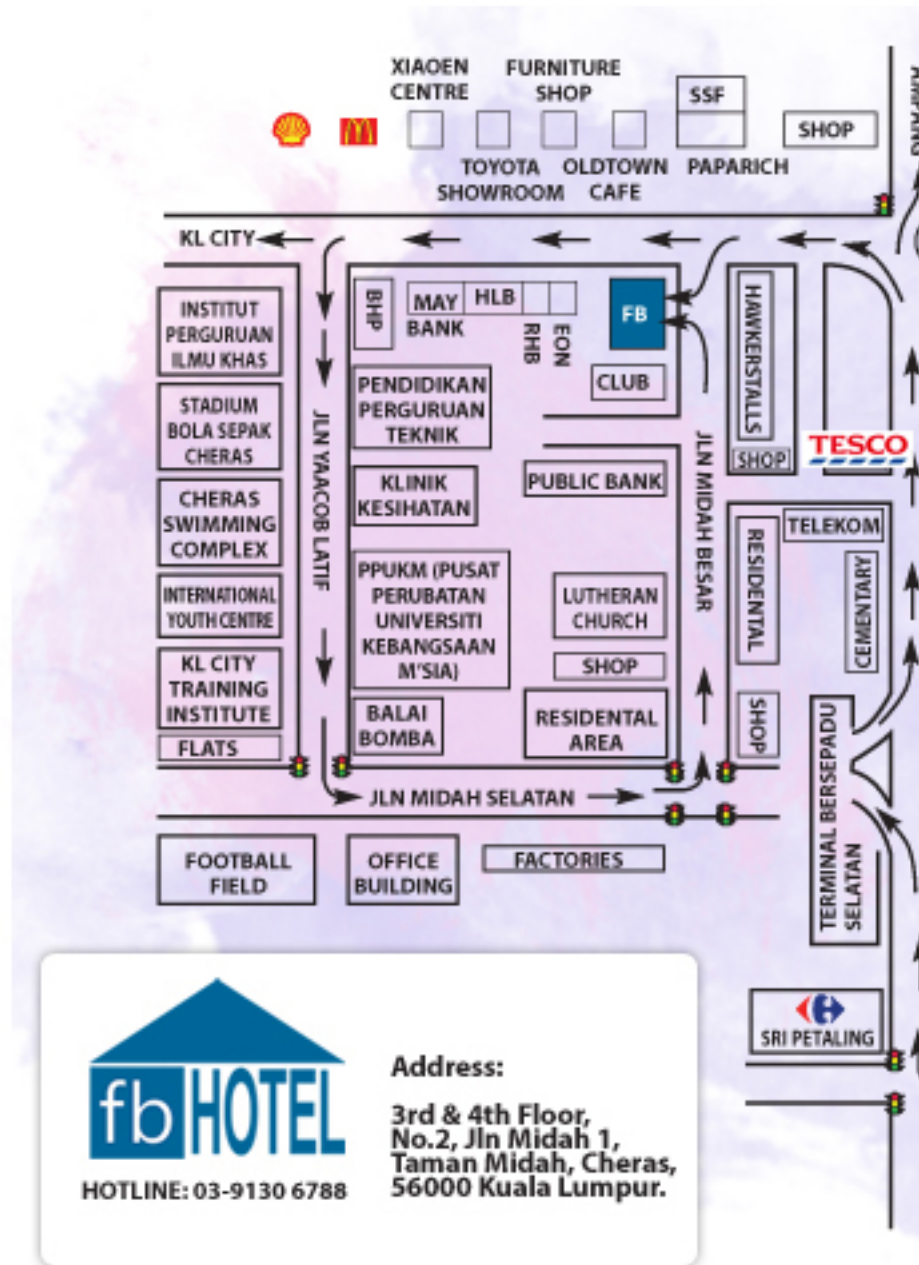 XIAOEN
CENTRE
FURNITURE
SHOP
SSF
SHOP
AMPANG
TOYOTA
SHOWROOM
OLDTOWN
CAFE
PAPARICH
KL CITY
INSTITUT
PERGURUAN
ILMU KHAS
STADIUM
BOLA SEPAK
CHERAS
CHERAS
SWIMMING
COMPLEX
INTERNATIONAL
YOUTH CENTRE
KL CITY
TRAINING
INSTITUTE
FLATS
JLN YAACOB LATIF
BHP
MAY
BANK
HLB
RHB
EON
FB
CLUB
PENDIDIKAN
PERGURUAN
TEKNIK
KLINIK
KESIHATAN
PUBLIC BANK
PPUKM (PUSAT
PERUBATAN
UNIVERSITI
KEBANGSAAN
M'SIA)
LUTHERAN
CHURCH
SHOP
BALAI
BOMBA
RESIDENTAL
AREA
JLN MIDAH BESAR
HAWKERSTALLS
SHOP
TESCO
TELEKOM
RESIDENTAL
CEMENTARY
SHOP
TERMINAL BERSEPADU
SELATAN
JLN MIDAH SELATAN
FOOTBALL
FIELD
OFFICE
BUILDING
FACTORIES
SRI PETALING
fb HOTEL
HOTLINE: 03-9130 6788
Address:
3rd & 4th Floor,
No.2, Jln Midah 1,
Taman Midah, Cheras,
56000 Kuala Lumpur.